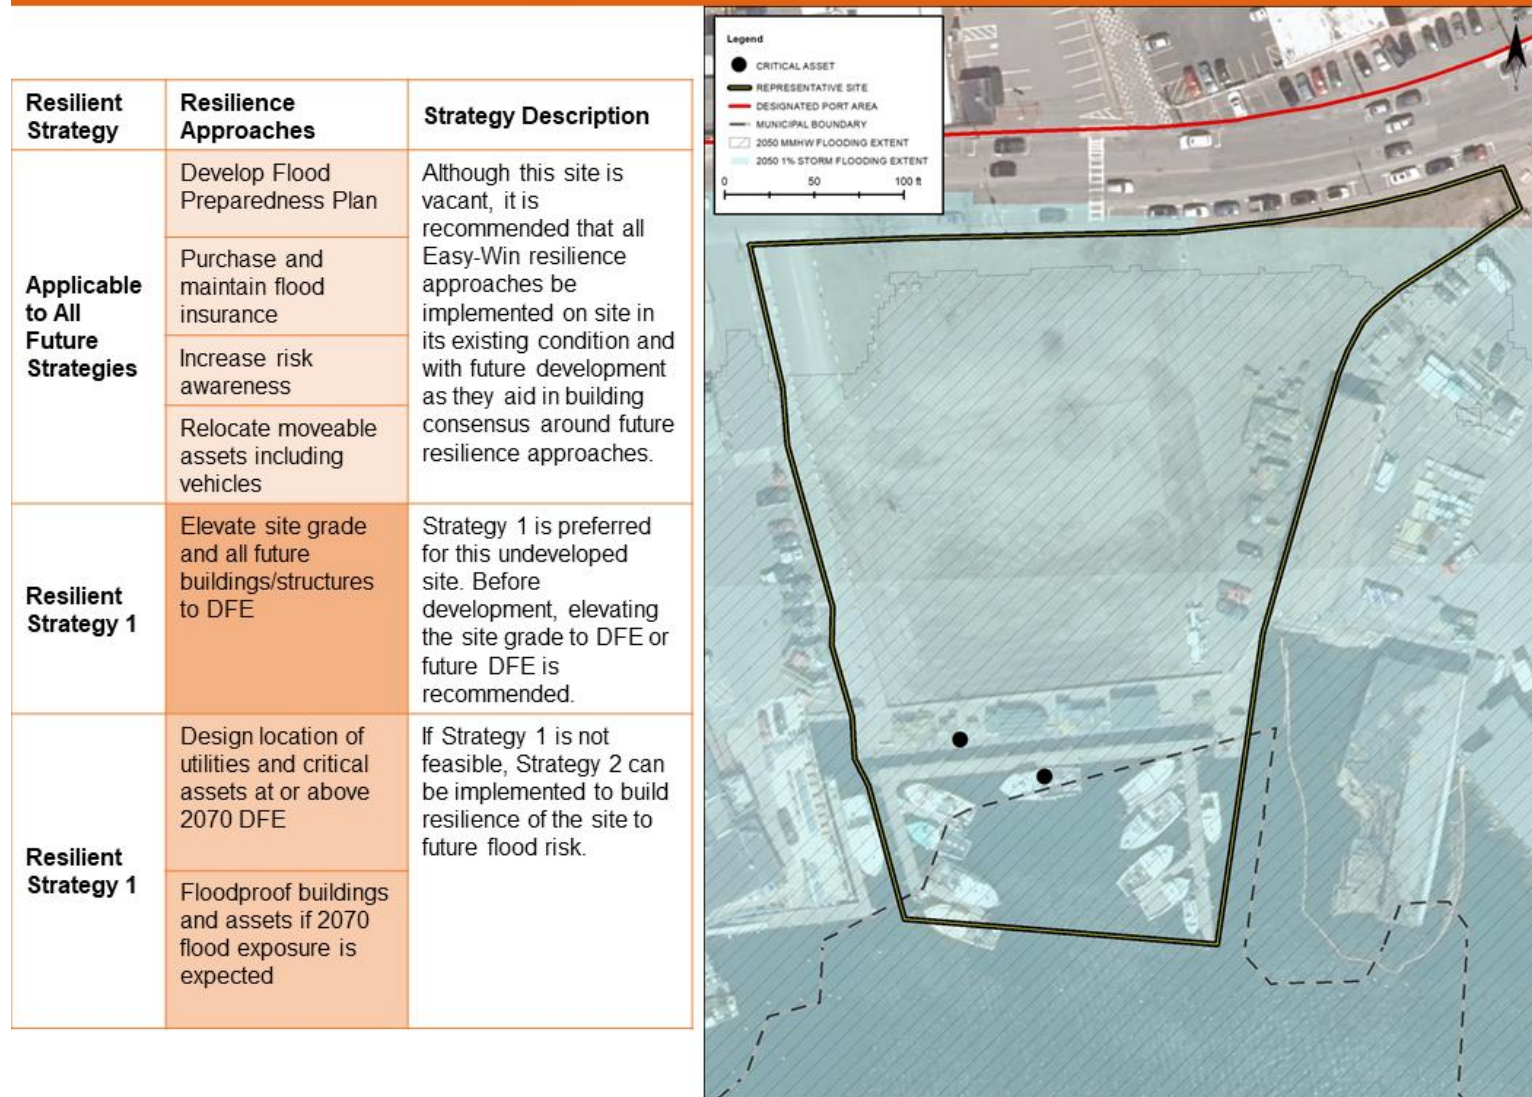 Resilient
Strategy
Resilience
Approaches
Strategy Description
Applicable
to All
Future
Strategies
Develop Flood
Preparedness Plan
Purchase and
maintain flood
insurance
Increase risk
awareness
Relocate moveable
assets including
vehicles
Although this site is
vacant, it is
recommended that all
Easy-Win resilience
approaches be
implemented on site in
its existing condition and
with future development
as they aid in building
consensus around future
resilience approaches.
Resilient
Strategy 1
Elevate site grade
and all future
buildings/structures
to DFE
Strategy 1 is preferred
for this undeveloped
site. Before
development, elevating
the site grade to DFE or
future DFE is
recommended.
Resilient
Strategy 1
Design location of
utilities and critical
assets at or above
2070 DFE
Floodproof buildings
and assets if 2070
flood exposure is
expected
If Strategy 1 is not
feasible, Strategy 2 can
be implemented to build
resilience of the site to
future flood risk.
Legend
CRITICAL ASSET
REPRESENTATIVE SITE
DESIGNATED PORT AREA
MUNICIPAL BOUNDARY
2050 MMHW FLOODING EXTENT
2050 1% STORM FLOODING EXTENT
0 50 100 ft